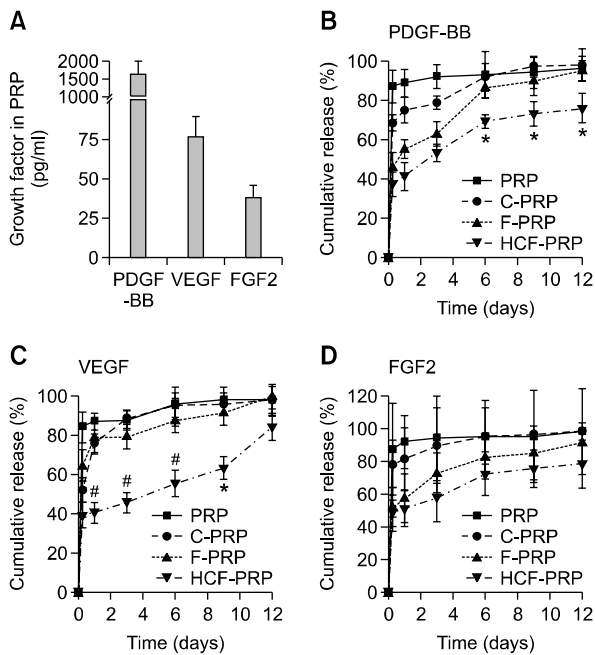 A
Growth factor in PRP
(pg/ml)
2000
1500
1000
75
50
25
0
PDGF
-BB
VEGF
FGF2
B
PDGF-BB
Cumulative release (%)
100
80
60
40
20
0
* * *
PRP
C-PRP
F-PRP
HCF-PRP
0 2 4 6 8 10 12
Time (days)
C
VEGF
Cumulative release (%)
100
80
60
40
20
0
# # # *
PRP
C-PRP
F-PRP
HCF-PRP
0 2 4 6 8 10 12
Time (days)
D
FGF2
Cumulative release (%)
120
100
80
60
40
20
0
PRP
C-PRP
F-PRP
HCF-PRP
0 2 4 6 8 10 12
Time (days)